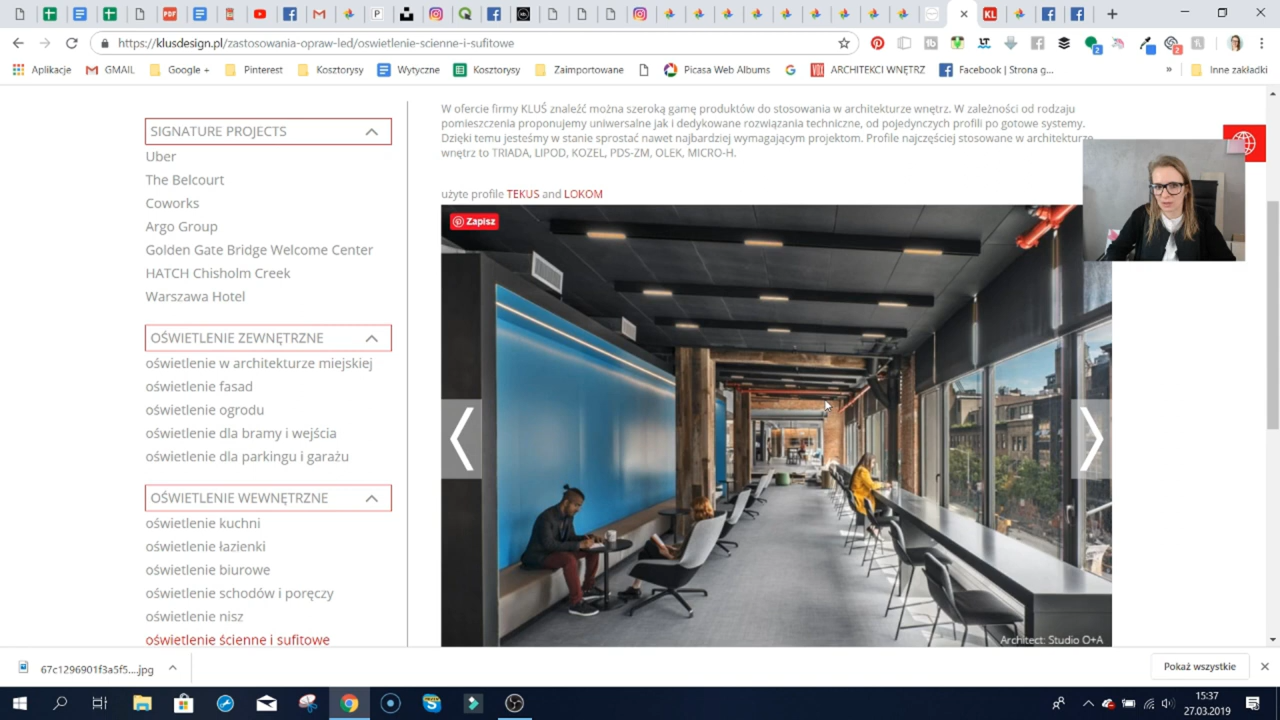 https://klusdesign.pl/zastosowania-opraw-led/oswietlenie-scienne-i-sufitowe
Aplikacje
GMAIL
Google +
Pinterest
Kosztorysy
Wytyczne
Kosztorysy
Zaimportowane
Picasa Web Albums
ARCHITEKCI WNĘTRZ
Facebook | Strona g...
»
Inne zakładki
SIGNATURE PROJECTS
Uber
The Belcourt
Coworks
Argo Group
Golden Gate Bridge Welcome Center
HATCH Chisholm Creek
Warszawa Hotel
OŚWIETLENIE ZEWNĘTRZNE
oświetlenie w architekturze miejskiej
oświetlenie fasad
oświetlenie ogrodu
oświetlenie dla bramy i wejścia
oświetlenie dla parkingu i garażu
OŚWIETLENIE WEWNĘTRZNE
oświetlenie kuchni
oświetlenie łazienki
oświetlenie biurowe
oświetlenie schodów i poręczy
oświetlenie nisz
oświetlenie ścienne i sufitowe
W ofercie firmy KLUŚ znaleźć można szeroką gamę produktów do stosowania w architekturze wnętrz. W zależności od rodzaju
pomieszczenia proponujemy uniwersalne jak i dedykowane rozwiązania techniczne, od pojedynczych profili po gotowe systemy.
Dzięki temu jesteśmy w stanie sprostać nawet najbardziej wymagającym projektom. Profile najczęściej stosowane w architekturze
wnętrz to TRIADA, LIPOD, KOZEL, PDS-ZM, OLEK, MICRO-H.
użyte profile TEKUS and LOKOM
Zapisz
Architect: Studio O+A
67c1296901f3a5f5....jpg
Pokaż wszystkie
15:37
27.03.2019